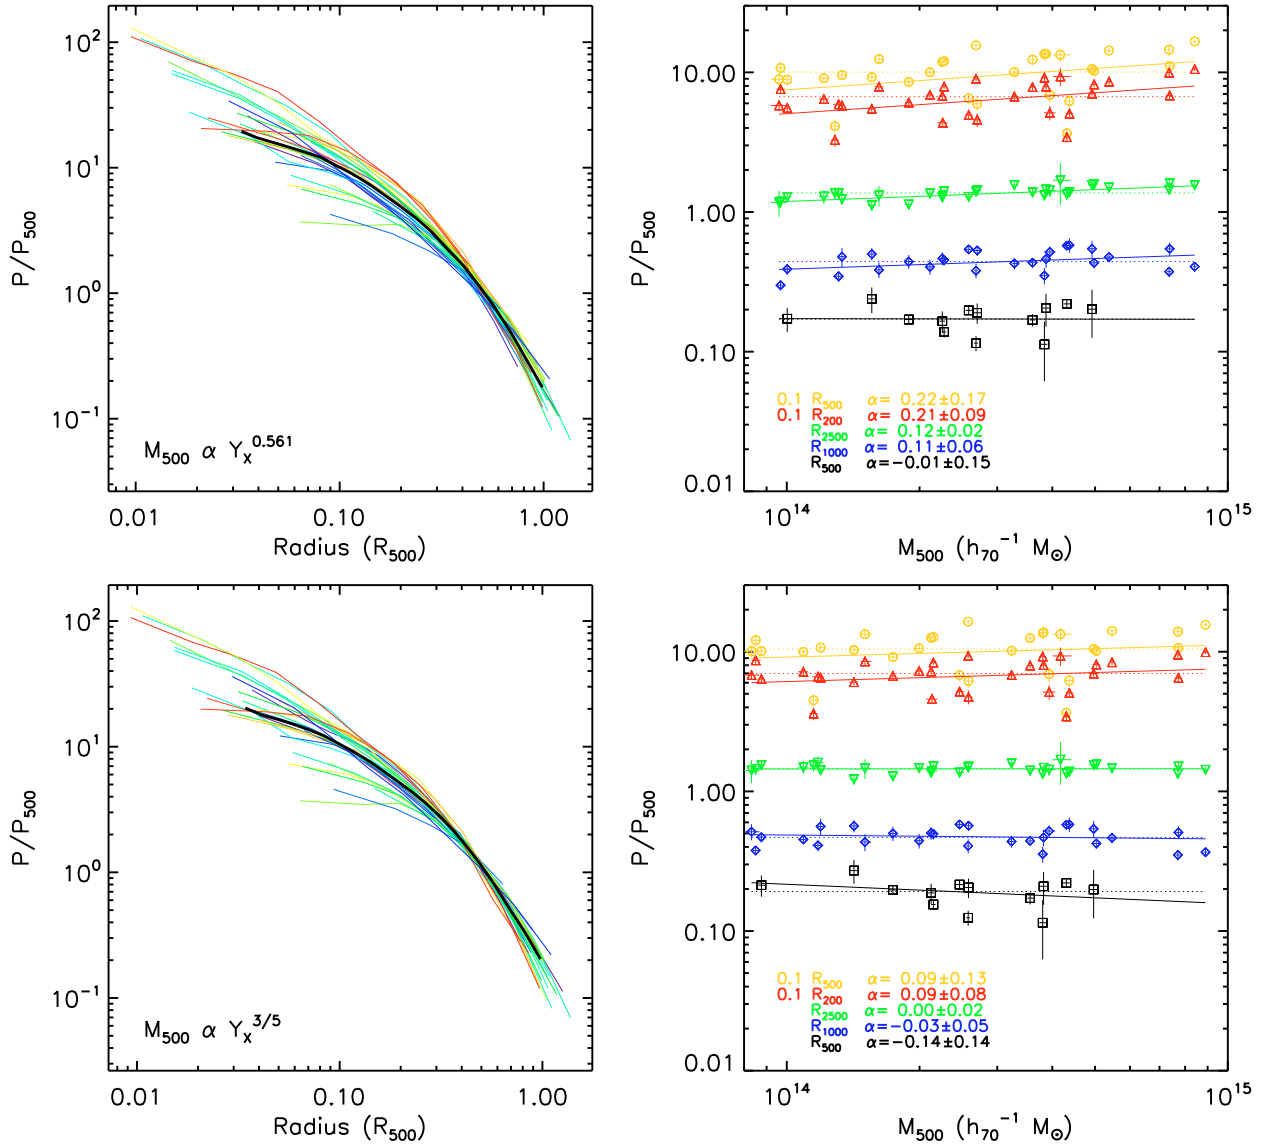 10²
10¹
10⁰
10⁻¹
P/P₅₀₀
M₅₀₀ α Yₓ^0.561
0.01 0.10 1.00
Radius (R₅₀₀)
10.00
1.00
0.10
0.01
P/P₅₀₀
0.1 R₅₀₀ α= 0.22±0.17
0.1 R₂₀₀ α= 0.21±0.09
R₂₅₀₀ α= 0.12±0.02
R₁₀₀₀ α= 0.11±0.06
R₅₀₀ α=−0.01±0.15
10¹⁴ 10¹⁵
M₅₀₀ (h₇₀⁻¹ M☉)
10²
10¹
10⁰
10⁻¹
P/P₅₀₀
M₅₀₀ α Yₓ^3/5
0.01 0.10 1.00
Radius (R₅₀₀)
10.00
1.00
0.10
0.01
P/P₅₀₀
0.1 R₅₀₀ α= 0.09±0.13
0.1 R₂₀₀ α= 0.09±0.08
R₂₅₀₀ α= 0.00±0.02
R₁₀₀₀ α=−0.03±0.05
R₅₀₀ α=−0.14±0.14
10¹⁴ 10¹⁵
M₅₀₀ (h₇₀⁻¹ M☉)